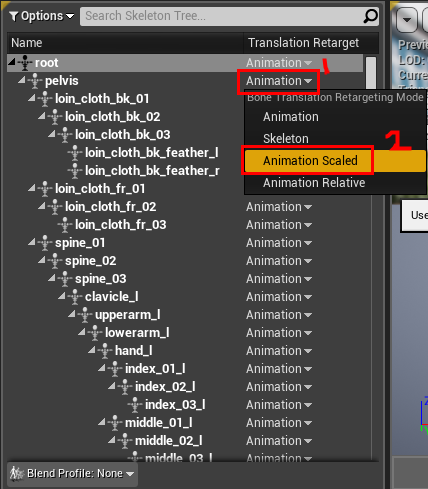 Options
Search Skeleton Tree...
Name Translation Retarget
root Animation 1
pelvis Animation
Bone Translation Retargeting Mode
loin_cloth_bk_01 Animation
loin_cloth_bk_02 Skeleton
loin_cloth_bk_03 Animation Scaled 2
loin_cloth_bk_feather_l
loin_cloth_bk_feather_r Animation Relative
loin_cloth_fr_01 Animation
loin_cloth_fr_02 Animation
loin_cloth_fr_03 Animation
spine_01 Animation
spine_02 Animation
spine_03 Animation
clavicle_l Animation
upperarm_l Animation
lowerarm_l Animation
hand_l Animation
index_01_l Animation
index_02_l Animation
index_03_l Animation
middle_01_l Animation
middle_02_l Animation
middle_03_l Animation
Blend Profile: None
Previe
LOD:
Curre
Use